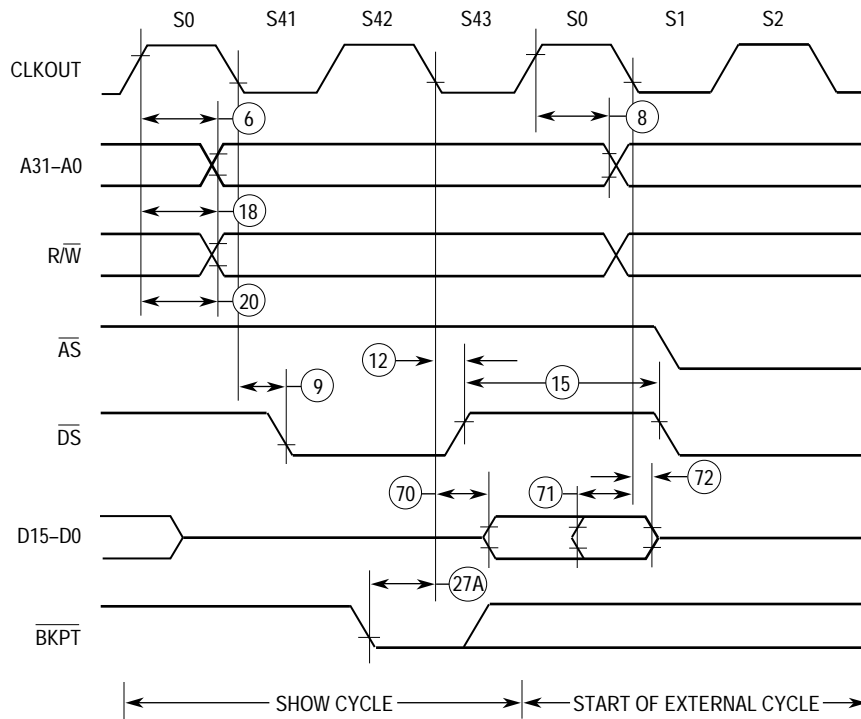 S0 S41 S42 S43 S0 S1 S2
CLKOUT
6 8
A31–A0
18
R/W
20
AS
12 15
9
DS
72
70 71
D15–D0
27A
BKPT
SHOW CYCLE START OF EXTERNAL CYCLE